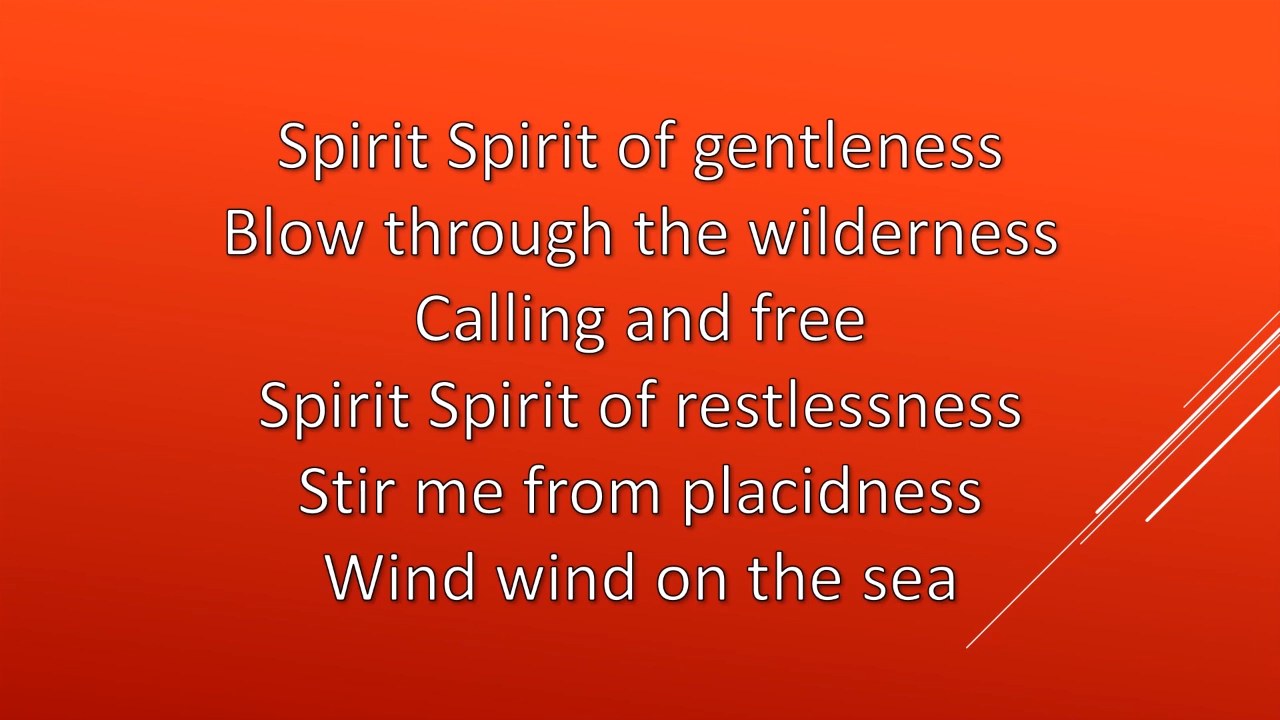 Spirit Spirit of gentleness
Blow through the wilderness
Calling and free
Spirit Spirit of restlessness
Stir me from placidness
Wind wind on the sea